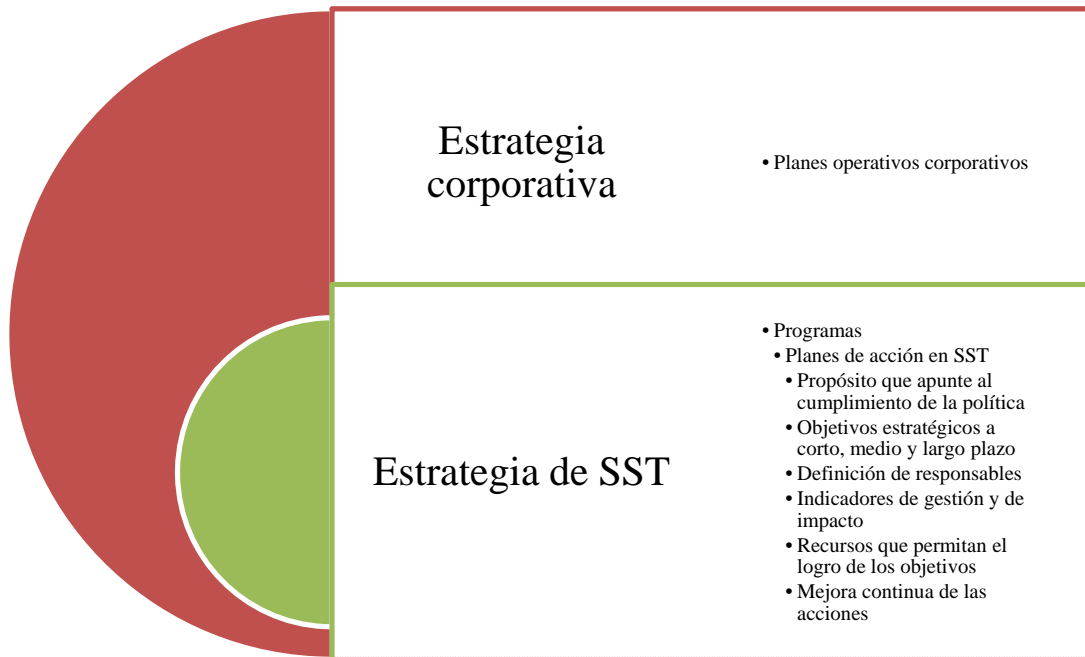 Estrategia
corporativa
• Planes operativos corporativos
Estrategia de SST
• Programas
• Planes de acción en SST
• Propósito que apunte al
cumplimiento de la política
• Objetivos estratégicos a
corto, medio y largo plazo
• Definición de responsables
• Indicadores de gestión y de
impacto
• Recursos que permitan el
logro de los objetivos
• Mejora continua de las
acciones